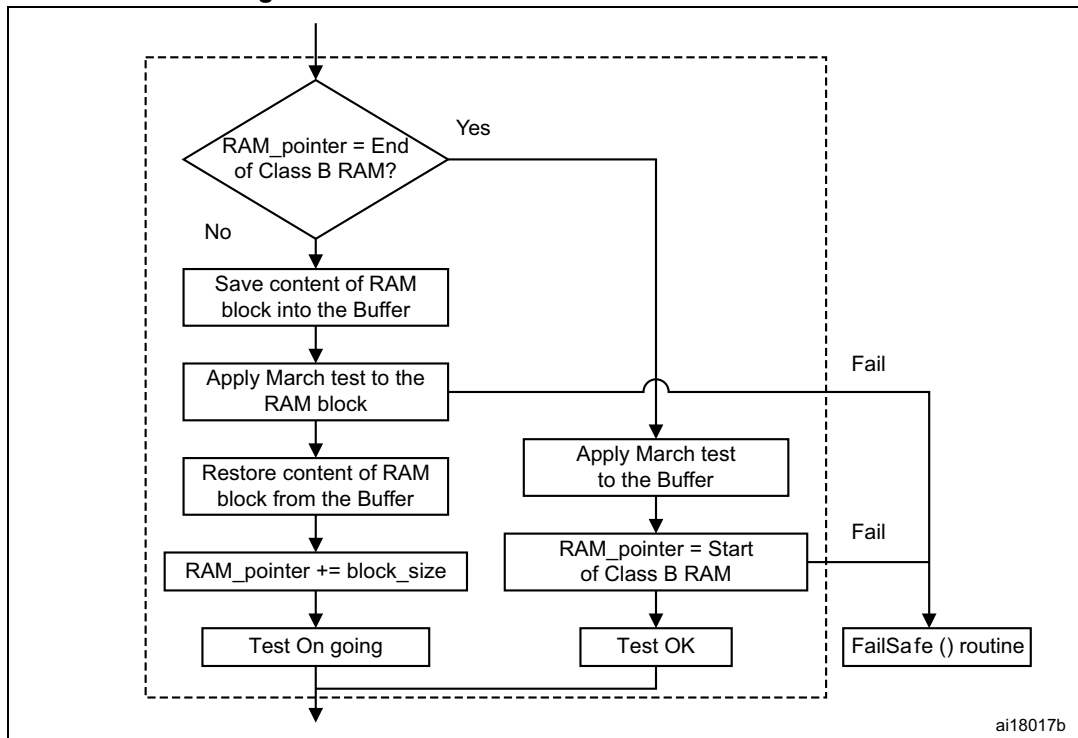 RAM_pointer = End
of Class B RAM?
Yes
No
Save content of RAM
block into the Buffer
Apply March test to the
RAM block
Fail
Restore content of RAM
block from the Buffer
Apply March test
to the Buffer
RAM_pointer += block_size
RAM_pointer = Start
of Class B RAM
Fail
Test On going
Test OK
FailSafe () routine
ai18017b